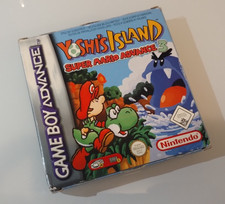 YOSHI'S ISLAND
SUPER MARIO ADVANCE 3
GAME BOY ADVANCE
Nintendo